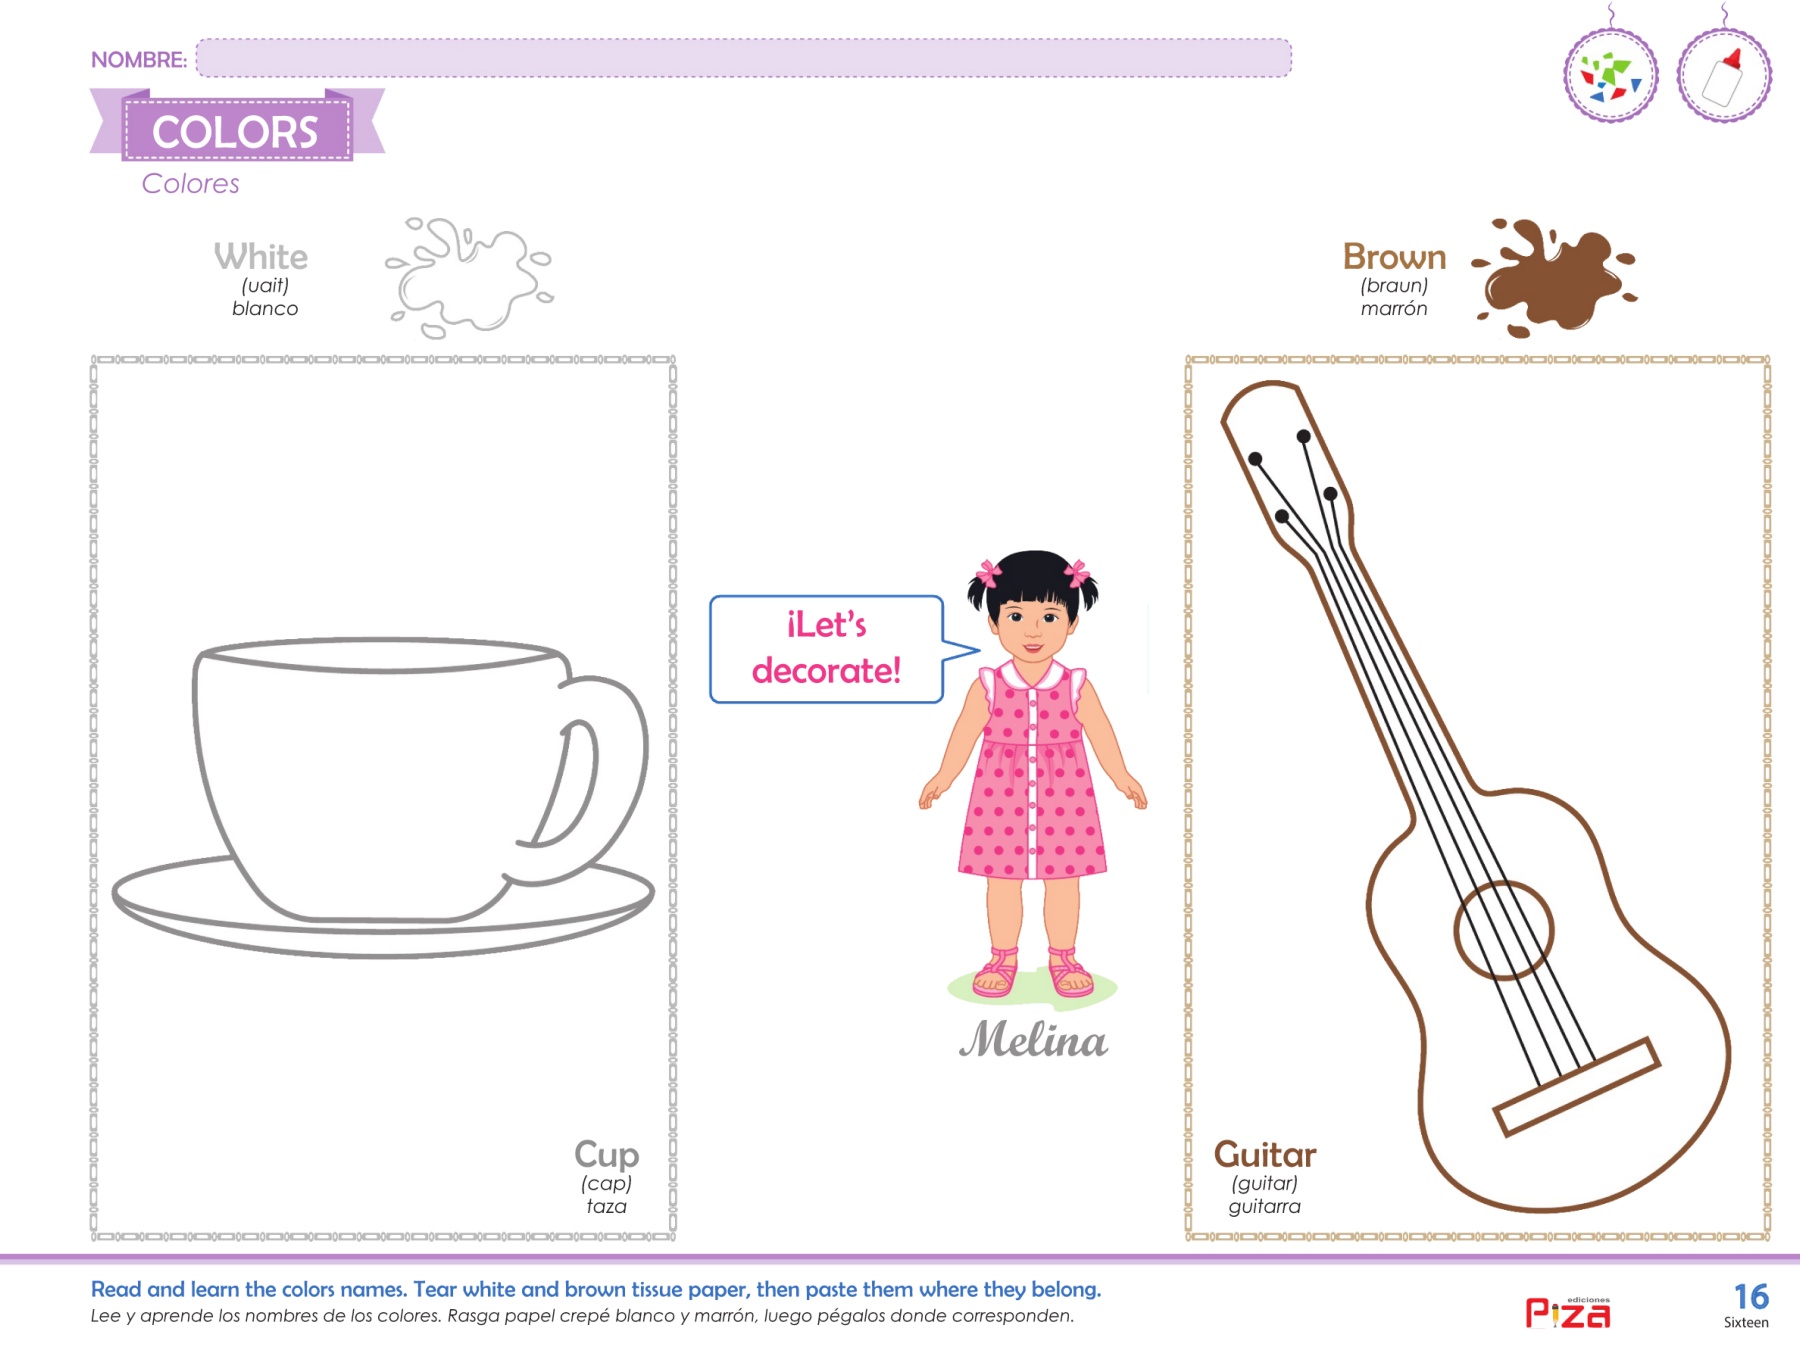 NOMBRE:
COLORS
Colores
White
(uait)
blanco
Brown
(braun)
marrón
¡Let's
decorate!
Melina
Cup
(cap)
taza
Guitar
(guitar)
guitarra
Read and learn the colors names. Tear white and brown tissue paper, then paste them where they belong.
Lee y aprende los nombres de los colores. Rasga papel crepé blanco y marrón, luego pégalos donde corresponden.
ediciones
Piza
16
Sixteen